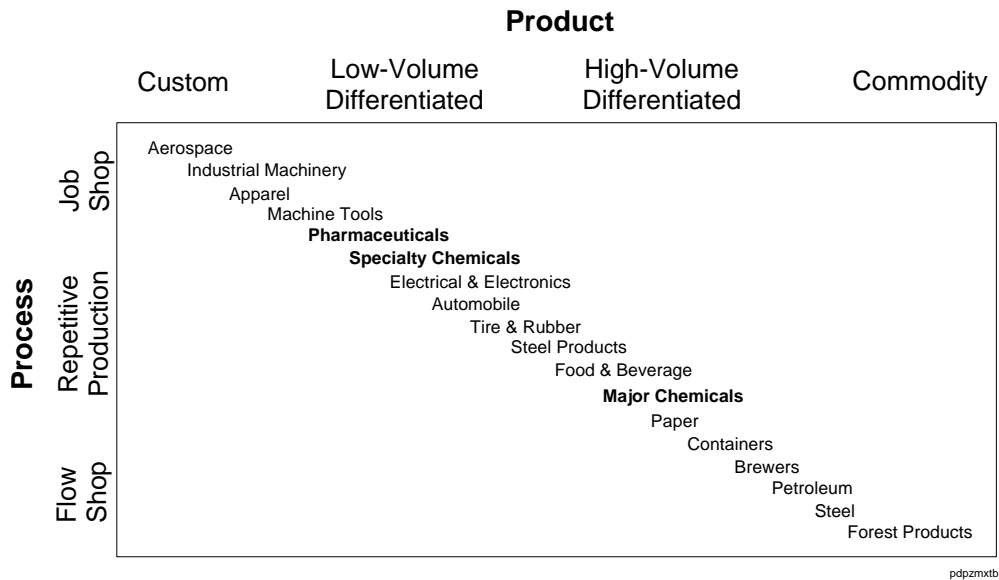 Product
Custom
Low-Volume
Differentiated
High-Volume
Differentiated
Commodity
Process
Job
Shop
Repetitive
Production
Flow
Shop
Aerospace
Industrial Machinery
Apparel
Machine Tools
Pharmaceuticals
Specialty Chemicals
Electrical & Electronics
Automobile
Tire & Rubber
Steel Products
Food & Beverage
Major Chemicals
Paper
Containers
Brewers
Petroleum
Steel
Forest Products
pdpzmxtb